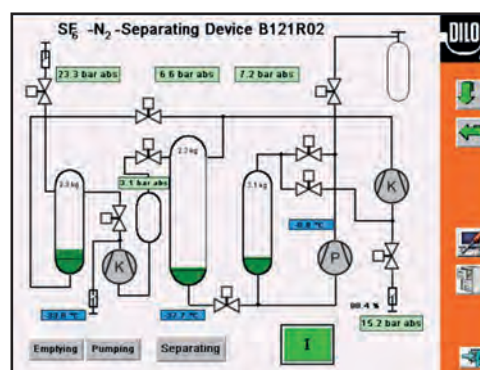 SF6 -N2-Separating Device B121R02
DILO
23.3 bar abs
6.6 bar abs
7.2 bar abs
3.1 bar abs
K
K
P
15.2 bar abs
Emptying
Pumping
Separating
I